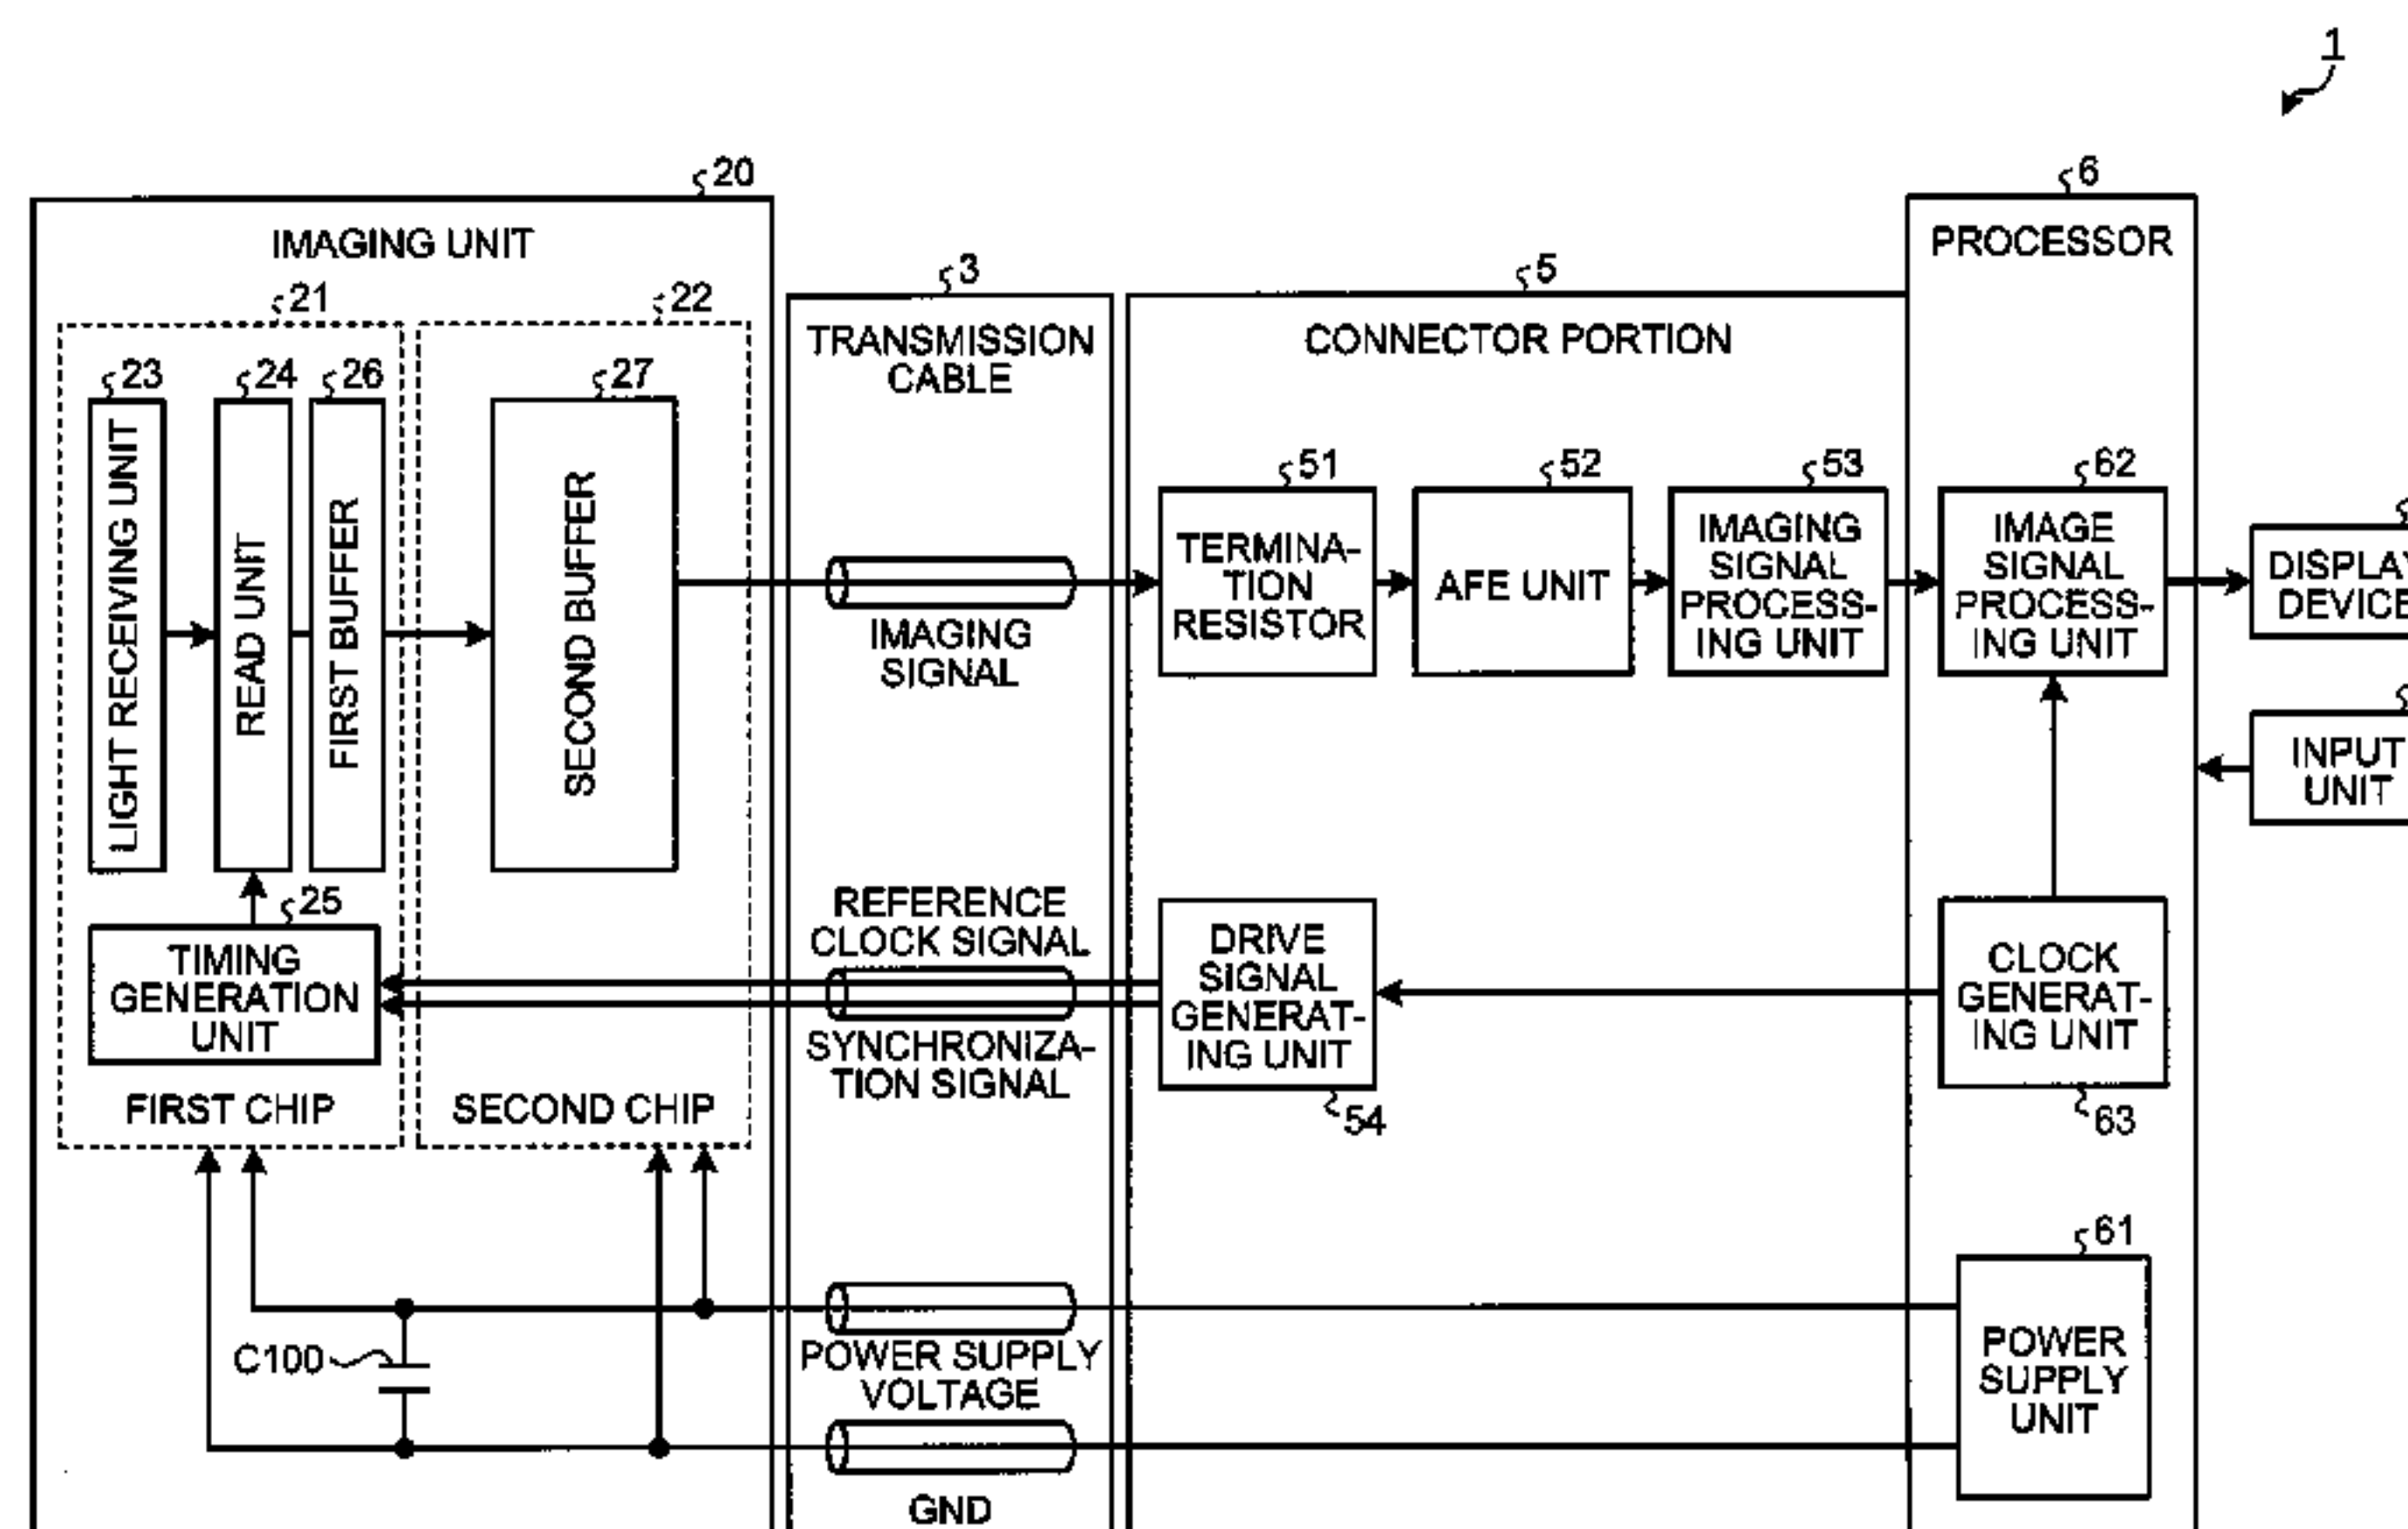 1
20
IMAGING UNIT
21
22
23
24
26
27
LIGHT RECEIVING UNIT
READ UNIT
FIRST BUFFER
SECOND BUFFER
25
TIMING
GENERATION
UNIT
FIRST CHIP
SECOND CHIP
C100
3
TRANSMISSION
CABLE
IMAGING
SIGNAL
REFERENCE
CLOCK SIGNAL
SYNCHRONIZA-
TION SIGNAL
POWER SUPPLY
VOLTAGE
GND
5
CONNECTOR PORTION
51
TERMINA-
TION
RESISTOR
52
AFE UNIT
53
IMAGING
SIGNAL
PROCESS-
ING UNIT
DRIVE
SIGNAL
GENERAT-
ING UNIT
54
6
PROCESSOR
62
IMAGE
SIGNAL
PROCESS-
ING UNIT
CLOCK
GENERAT-
ING UNIT
63
61
POWER
SUPPLY
UNIT
DISPLAY
DEVICE
INPUT
UNIT